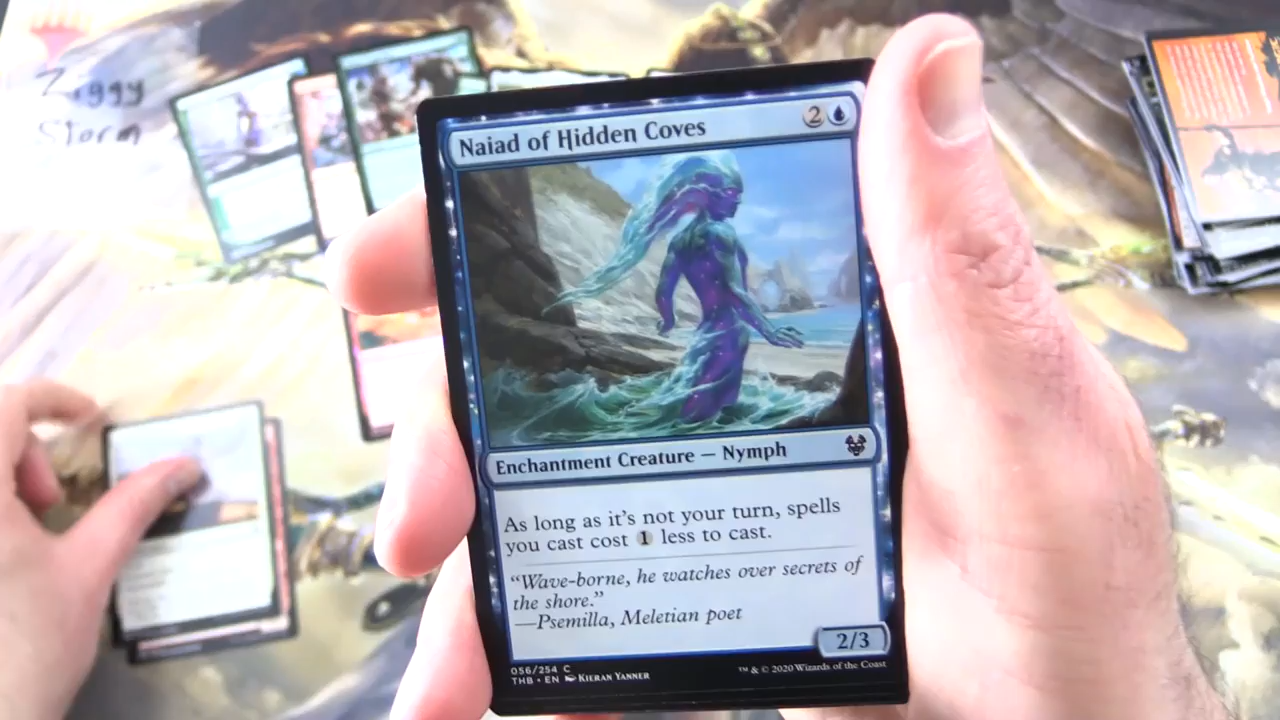 Ziggy
Storm
Naiad of Hidden Coves
2
Enchantment Creature — Nymph
As long as it's not your turn, spells
you cast cost 1 less to cast.
"Wave-borne, he watches over secrets of
the shore."
—Psemilla, Meletian poet
2/3
056/254 C
THB • EN KIERAN YANNER
™ & © 2020 Wizards of the Coast